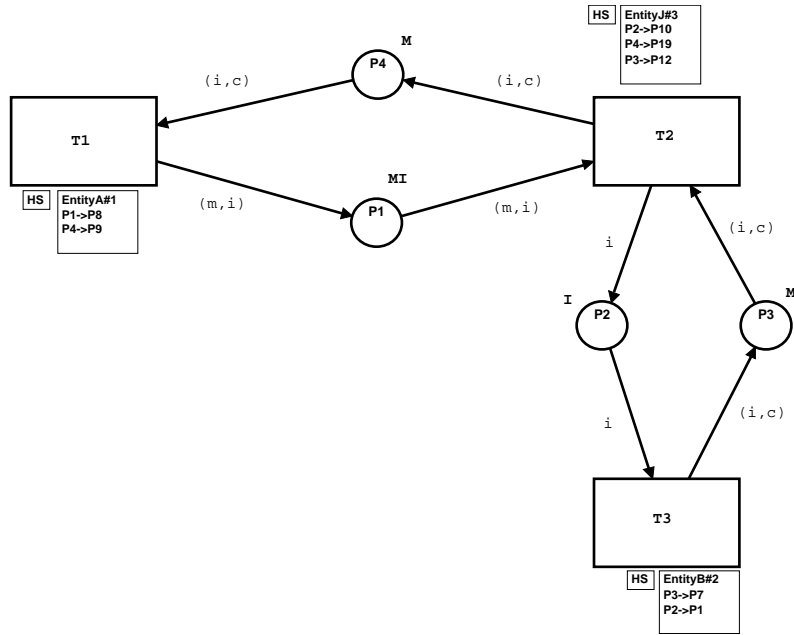 HS
EntityJ#3
P2->P10
P4->P19
P3->P12
M
P4
(i,c)
(i,c)
T1
T2
MI
HS
EntityA#1
P1->P8
P4->P9
(m,i)
P1
(m,i)
(i,c)
i
I
P2
M
P3
i
(i,c)
T3
HS
EntityB#2
P3->P7
P2->P1